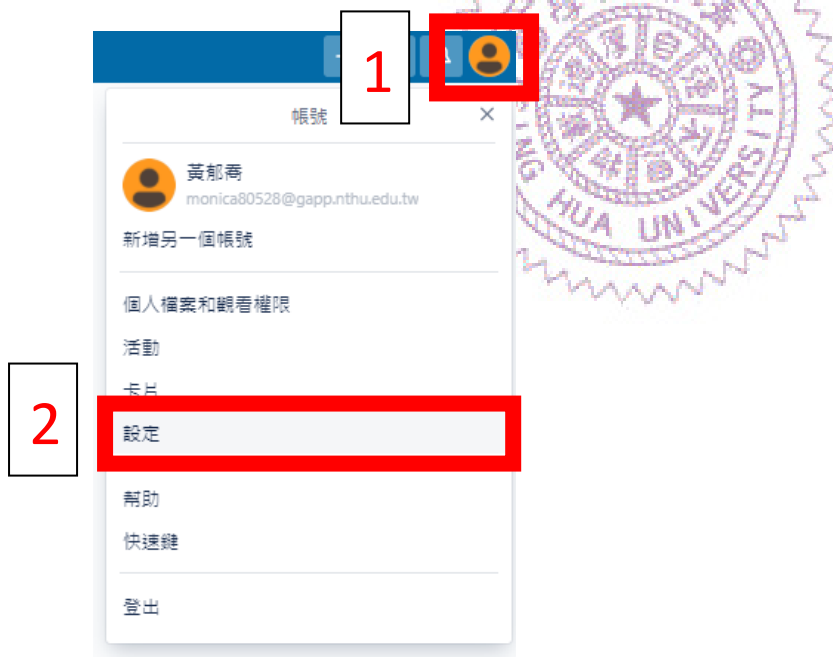 1
帳號
黃郁喬
monica80528@gapp.nthu.edu.tw
新增另一個帳號
個人檔案和觀看權限
活動
卡片
2
設定
幫助
快速鍵
登出
HUA UNIVERSITY